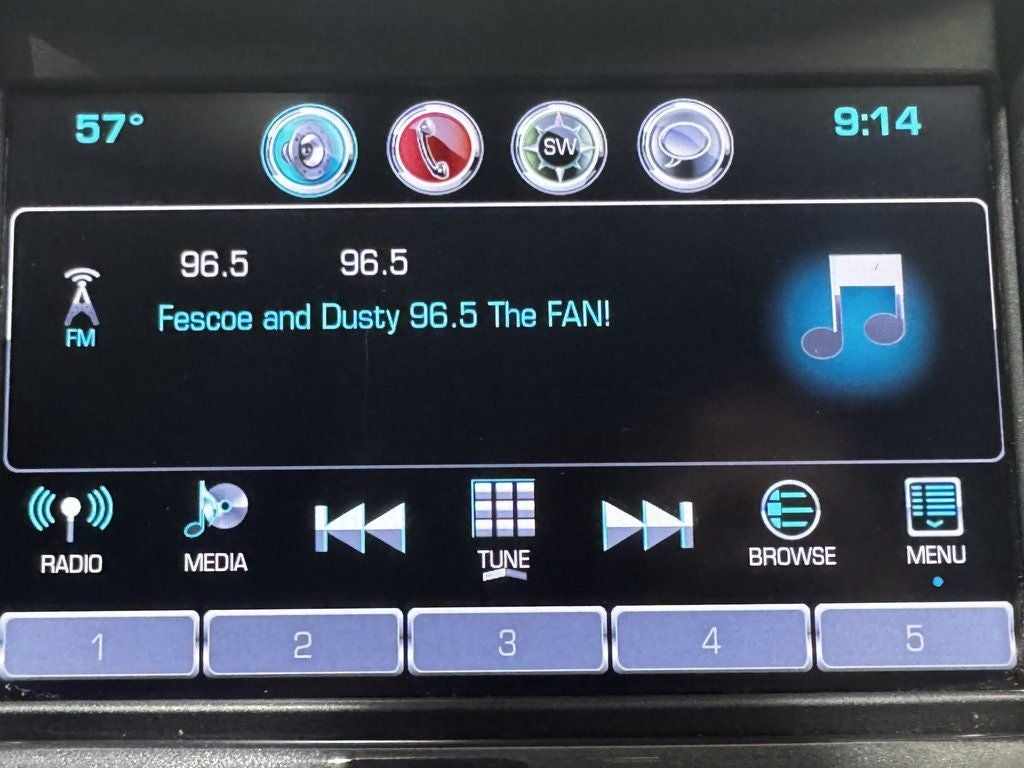 57°
SW
9:14
96.5 96.5
FM
Fescoe and Dusty 96.5 The FAN!
RADIO
MEDIA
TUNE
BROWSE
MENU
1 2 3 4 5